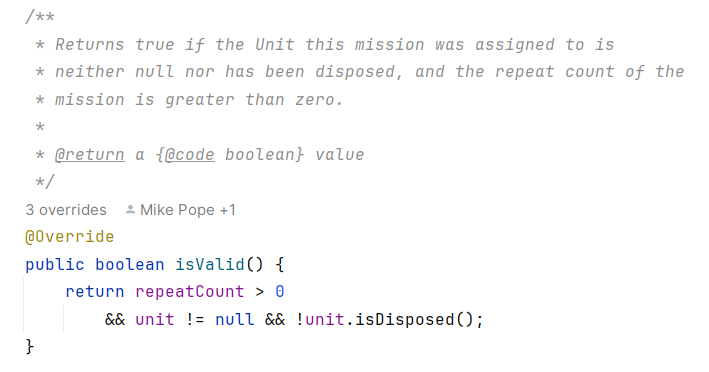 /**
 * Returns true if the Unit this mission was assigned to is
 * neither null nor has been disposed, and the repeat count of the
 * mission is greater than zero.
 *
 * @return a {@code boolean} value
 */
3 overrides Mike Pope +1
@Override
public boolean isValid() {
    return repeatCount > 0
        && unit != null && !unit.isDisposed();
}